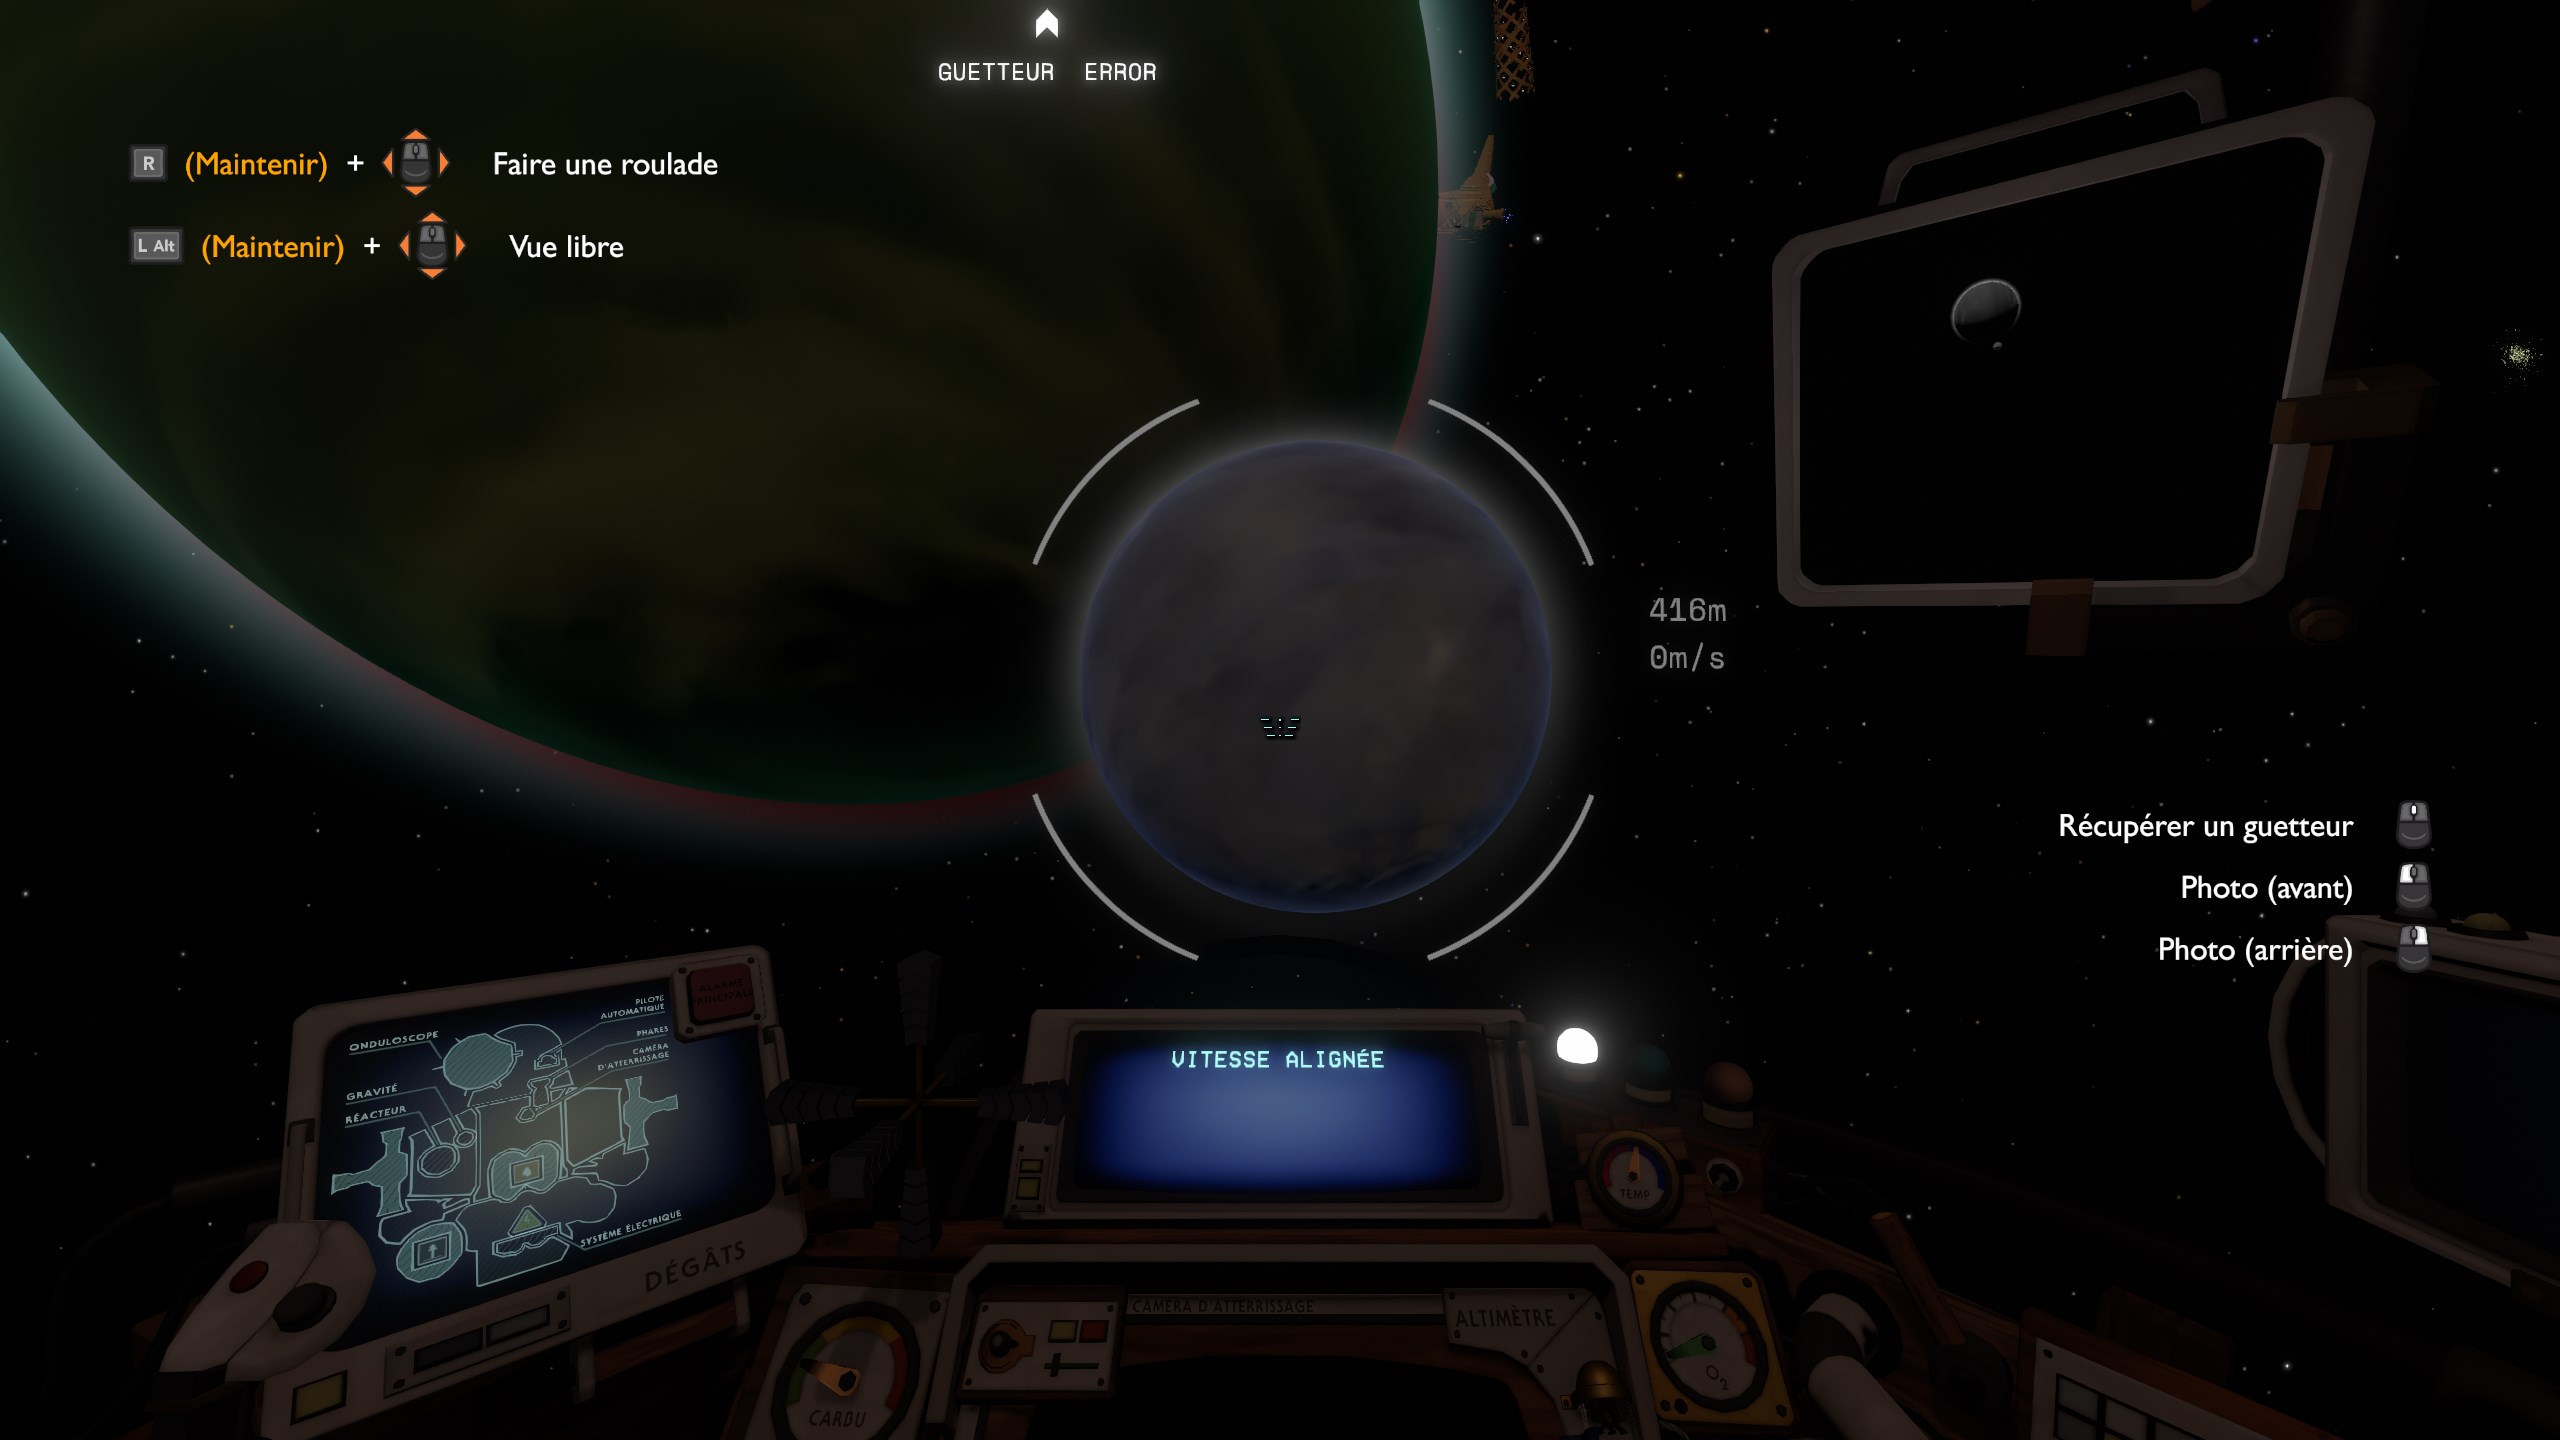 GUETTEUR ERROR
R (Maintenir) + Faire une roulade
L Alt (Maintenir) + Vue libre
416m
0m/s
Récupérer un guetteur
Photo (avant)
Photo (arrière)
ALARME
PRINCIPALE
PILOTE
AUTOMATIQUE
ONDULOSCOPE
PHARES
CAMÉRA
D'ATTERRISSAGE
GRAVITÉ
RÉACTEUR
SYSTÈME ÉLECTRIQUE
DÉGÂTS
VITESSE ALIGNÉE
TEMP
CAMÉRA D'ATTERRISSAGE
ALTIMÈTRE
CARBU
O2